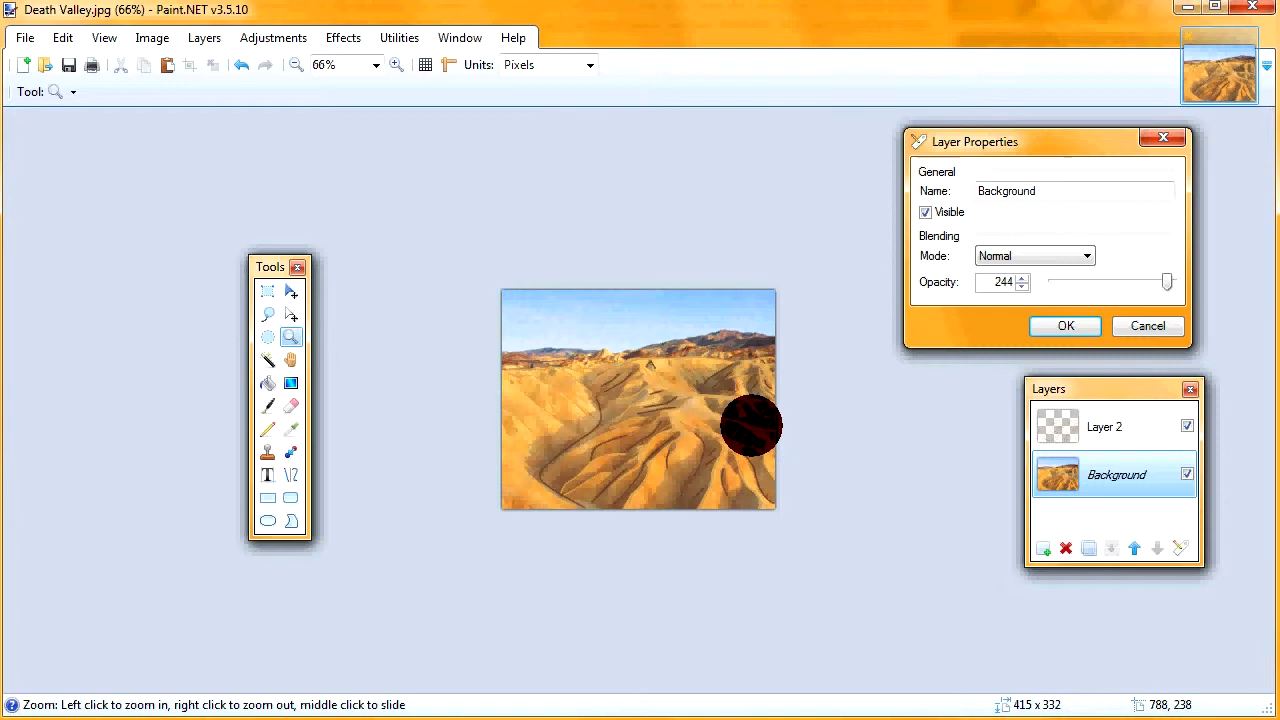 Death Valley.jpg (66%) - Paint.NET v3.5.10
File Edit View Image Layers Adjustments Effects Utilities Window Help
66% Units: Pixels
Tool:
Layer Properties
General
Name: Background
Visible
Blending
Mode: Normal
Opacity: 244
OK Cancel
Tools
Layers
Layer 2
Background
Zoom: Left click to zoom in, right click to zoom out, middle click to slide
415 x 332
788, 238